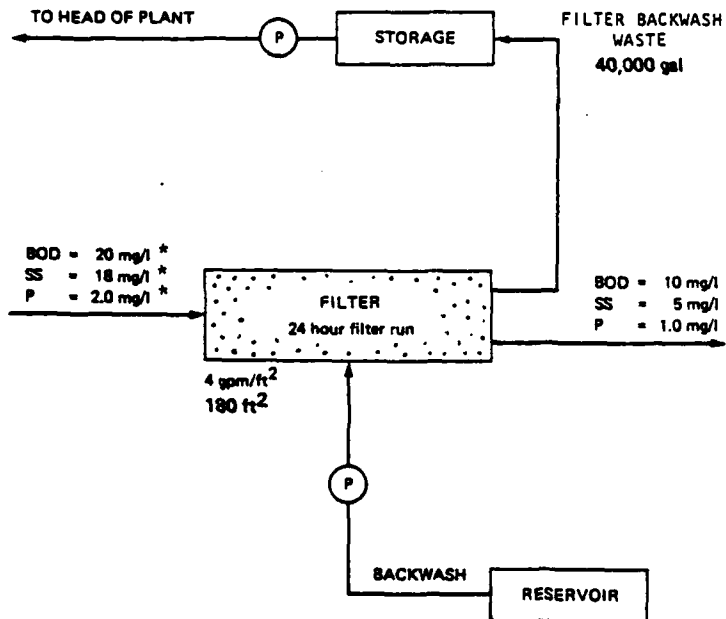 TO HEAD OF PLANT
P
STORAGE
FILTER BACKWASH
WASTE
40,000 gal
BOD = 20 mg/l *
SS = 18 mg/l *
P = 2.0 mg/l *
FILTER
24 hour filter run
BOD = 10 mg/l
SS = 5 mg/l
P = 1.0 mg/l
4 gpm/ft²
180 ft²
P
BACKWASH
RESERVOIR